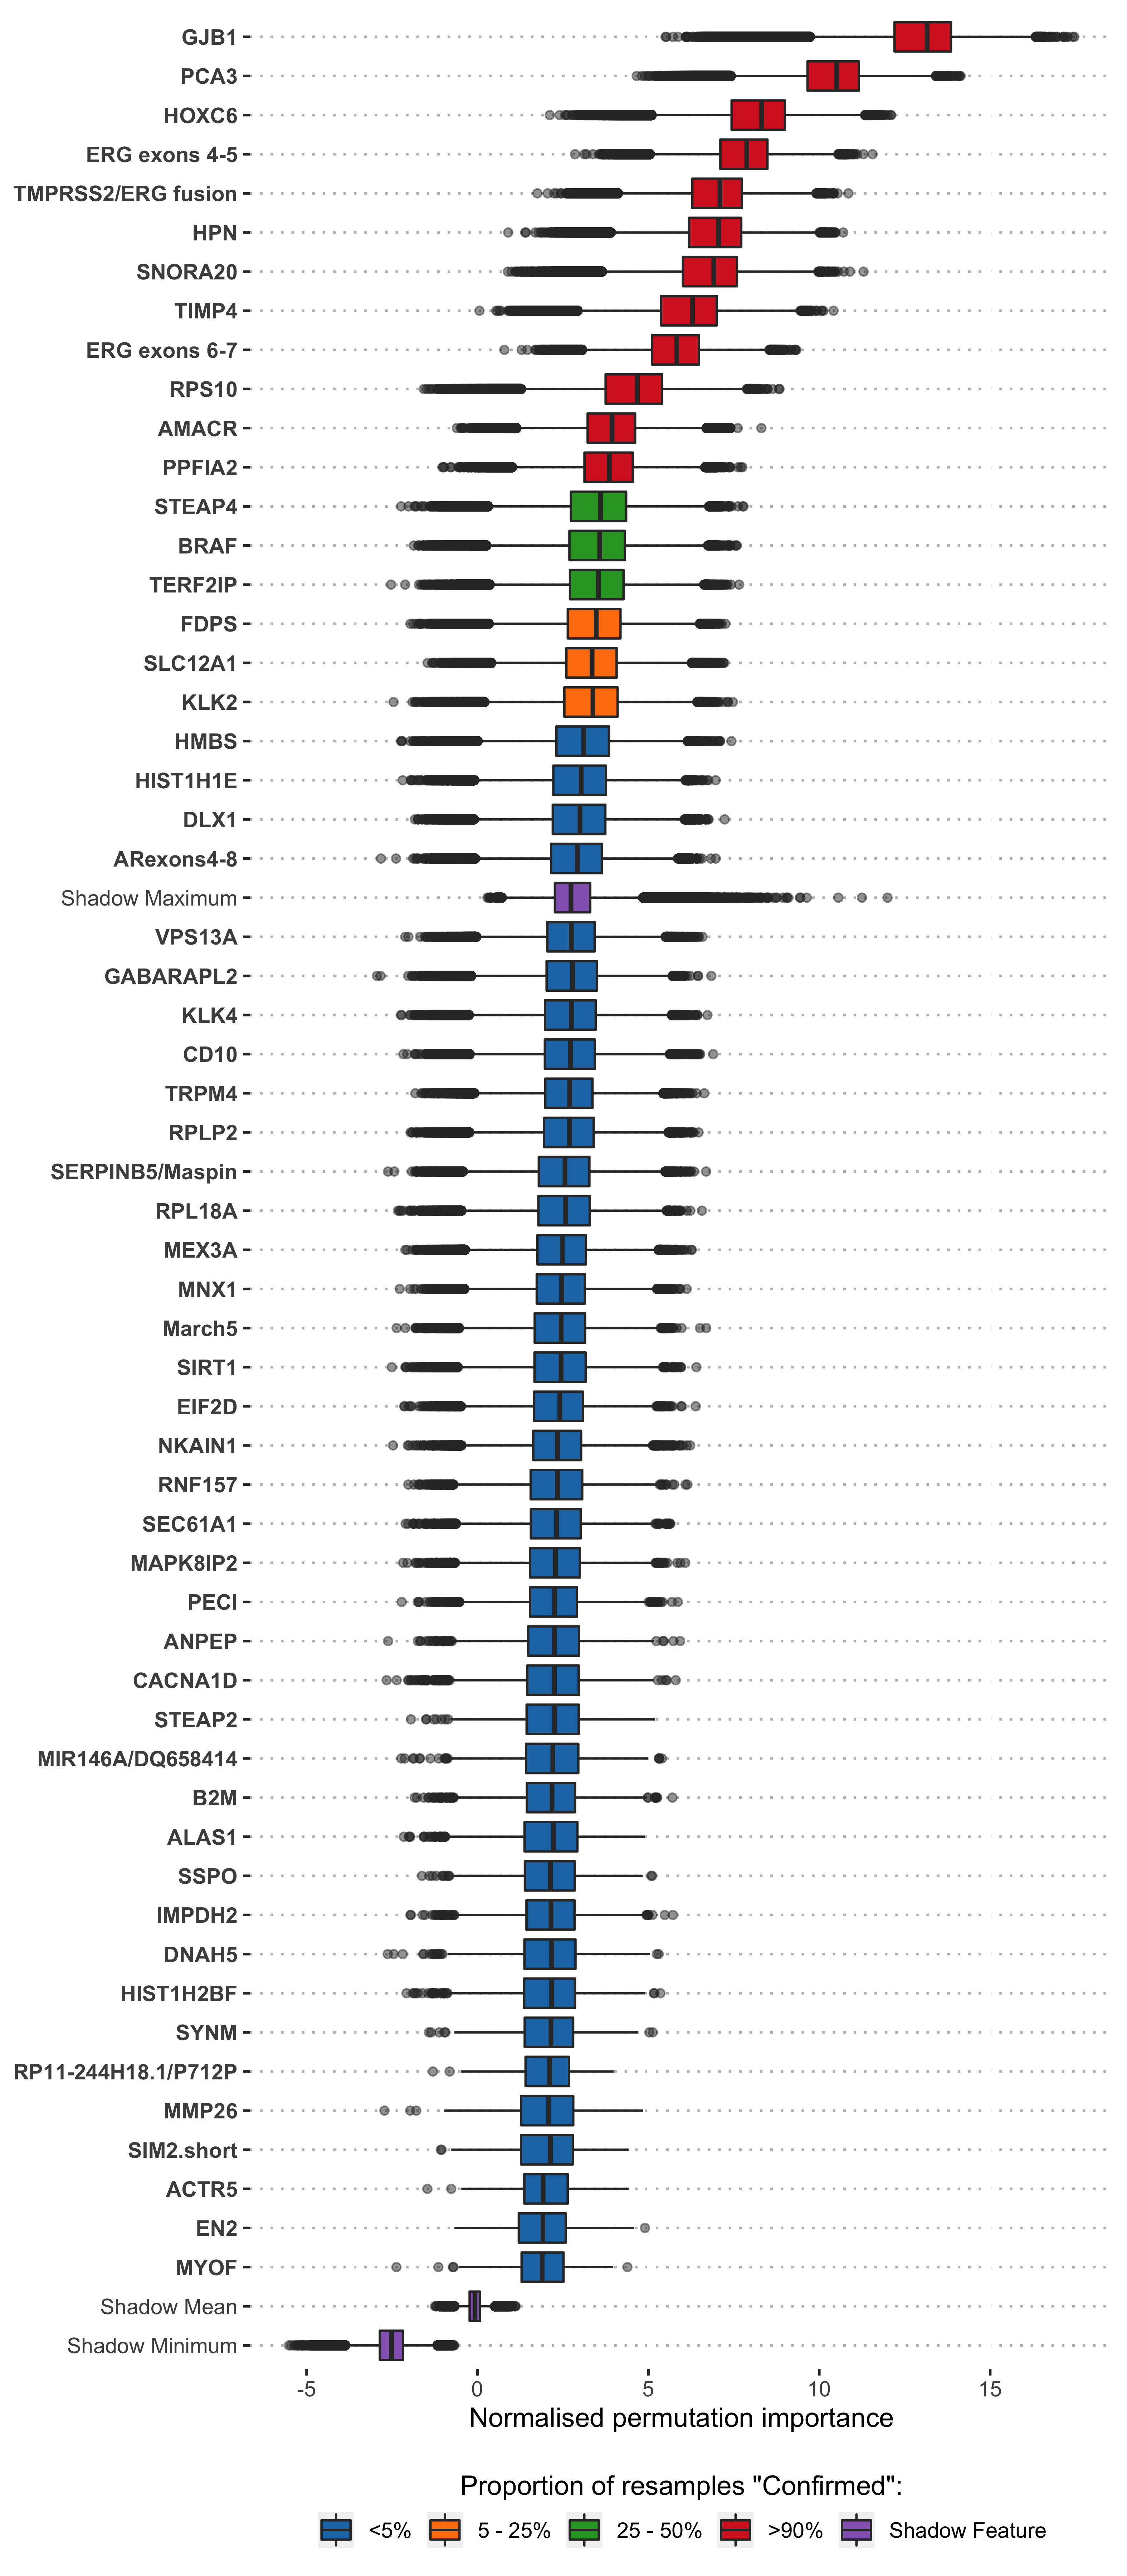 GJB1
PCA3
HOXC6
ERG exons 4-5
TMPRSS2/ERG fusion
HPN
SNORA20
TIMP4
ERG exons 6-7
RPS10
AMACR
PPFIA2
STEAP4
BRAF
TERF2IP
FDPS
SLC12A1
KLK2
HMBS
HIST1H1E
DLX1
ARexons4-8
Shadow Maximum
VPS13A
GABARAPL2
KLK4
CD10
TRPM4
RPLP2
SERPINB5/Maspin
RPL18A
MEX3A
MNX1
March5
SIRT1
EIF2D
NKAIN1
RNF157
SEC61A1
MAPK8IP2
PECI
ANPEP
CACNA1D
STEAP2
MIR146A/DQ658414
B2M
ALAS1
SSPO
IMPDH2
DNAH5
HIST1H2BF
SYNM
RP11-244H18.1/P712P
MMP26
SIM2.short
ACTR5
EN2
MYOF
Shadow Mean
Shadow Minimum
-5 0 5 10 15
Normalised permutation importance
Proportion of resamples "Confirmed":
<5% 5 - 25% 25 - 50% >90% Shadow Feature